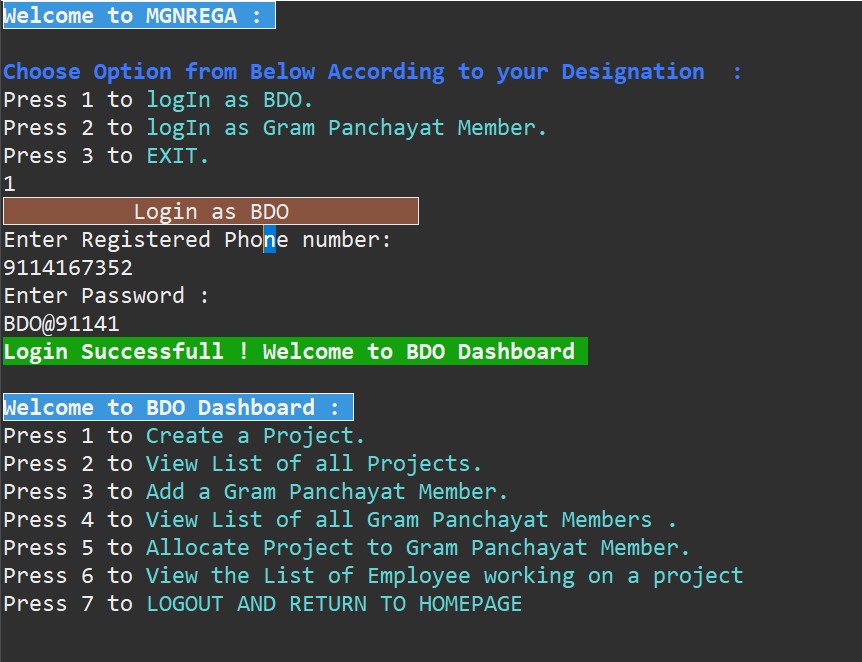 Welcome to MGNREGA :
Choose Option from Below According to your Designation  :
Press 1 to logIn as BDO.
Press 2 to logIn as Gram Panchayat Member.
Press 3 to EXIT.
1
Login as BDO
Enter Registered Phone number:
9114167352
Enter Password :
BDO@91141
Login Successfull ! Welcome to BDO Dashboard
Welcome to BDO Dashboard :
Press 1 to Create a Project.
Press 2 to View List of all Projects.
Press 3 to Add a Gram Panchayat Member.
Press 4 to View List of all Gram Panchayat Members .
Press 5 to Allocate Project to Gram Panchayat Member.
Press 6 to View the List of Employee working on a project
Press 7 to LOGOUT AND RETURN TO HOMEPAGE